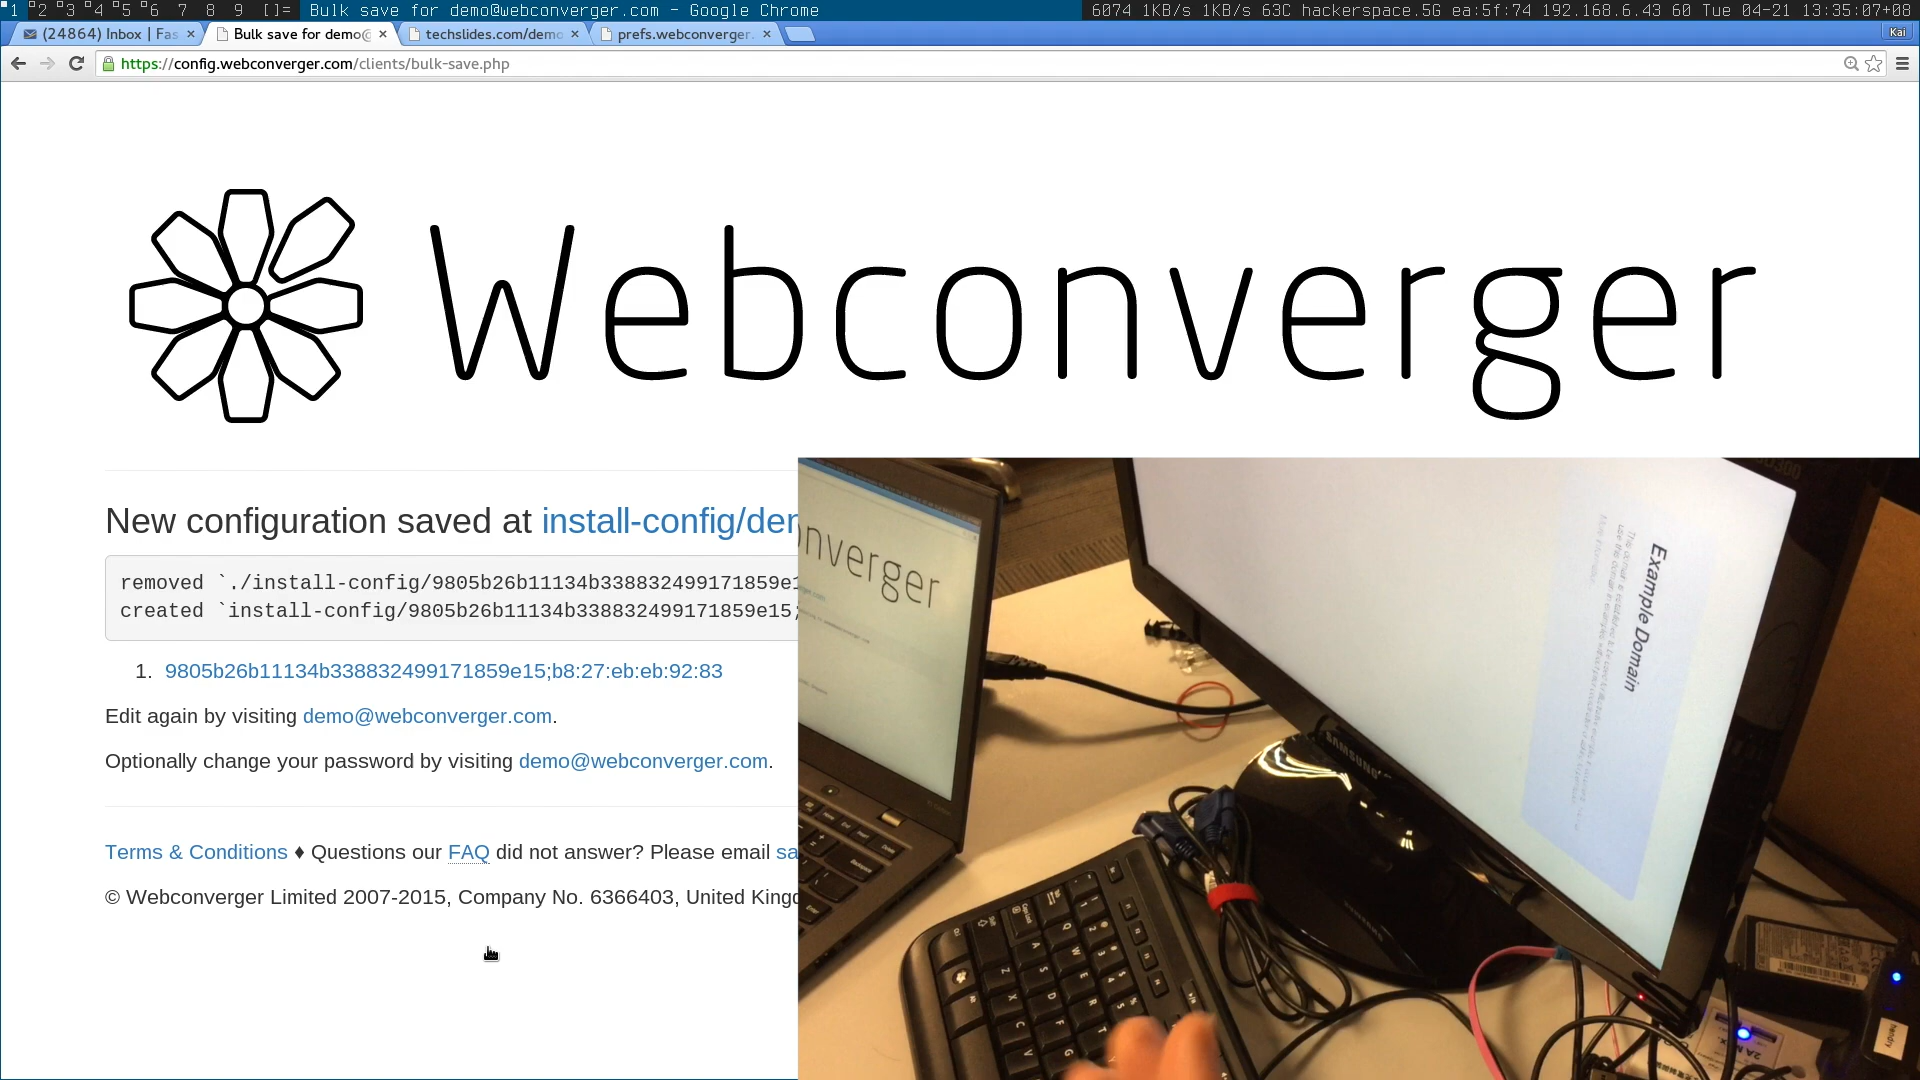 1 2 3 4 5 6 7 8 9 []= Bulk save for demo@webconverger.com - Google Chrome 6074 1KB/s 1KB/s 63C hackerspace.5G ea:5f:74 192.168.6.43 60 Tue 04-21 13:35:07+08
(24864) Inbox | Fas × Bulk save for demo@ × techslides.com/demo × prefs.webconverger. × Kai
https://config.webconverger.com/clients/bulk-save.php
Webconverger
New configuration saved at install-config/den
removed `./install-config/9805b26b11134b338832499171859e1
created `install-config/9805b26b11134b338832499171859e15;
1. 9805b26b11134b338832499171859e15;b8:27:eb:eb:92:83
Edit again by visiting demo@webconverger.com.
Optionally change your password by visiting demo@webconverger.com.
Terms & Conditions ♦ Questions our FAQ did not answer? Please email sa
© Webconverger Limited 2007-2015, Company No. 6366403, United Kingd
onverger
Example Domain
SAMSUNG